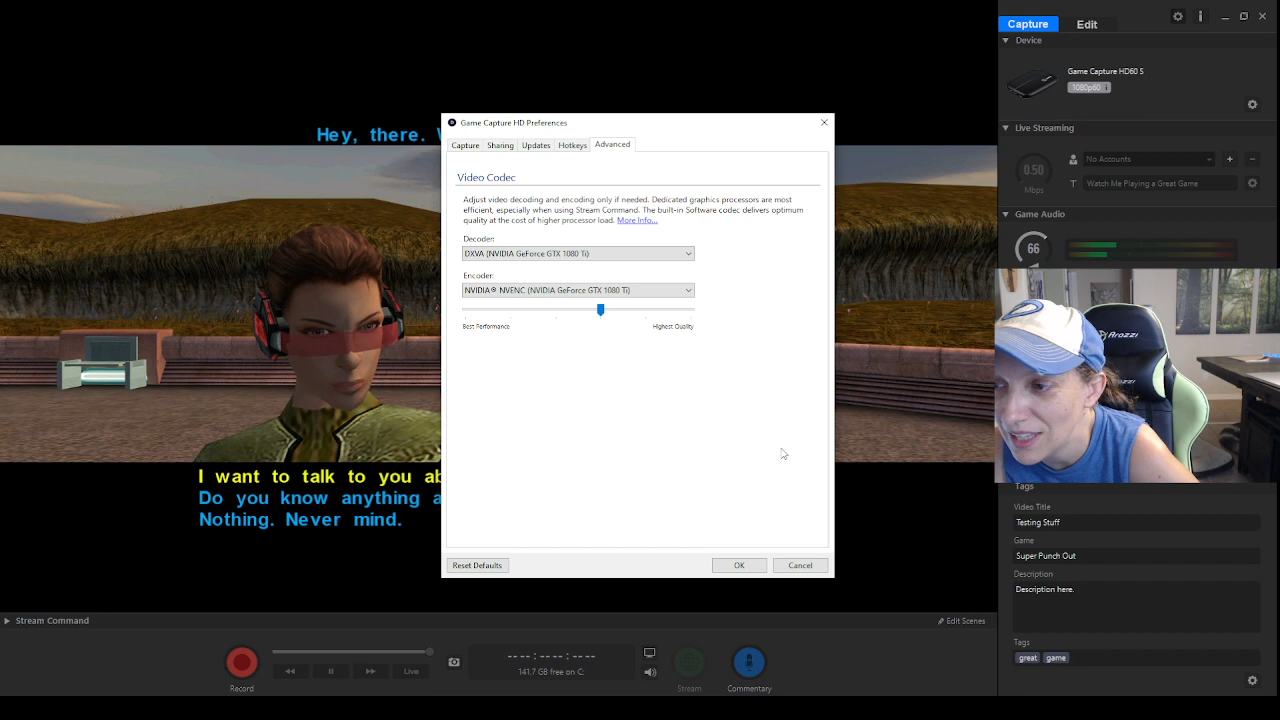 Capture
Edit
Device
Game Capture HD60 S
1080p60
Live Streaming
No Accounts
0.50
Mbps
Watch Me Playing a Great Game
Game Audio
66
Hey, there. W
Game Capture HD Preferences
Capture Sharing Updates Hotkeys Advanced
Video Codec
Adjust video decoding and encoding only if needed. Dedicated graphics processors are most
efficient, especially when using Stream Command. The built-in Software codec delivers optimum
quality at the cost of higher processor load. More Info...
Decoder:
DXVA (NVIDIA GeForce GTX 1080 Ti)
Encoder:
NVIDIA® NVENC (NVIDIA GeForce GTX 1080 Ti)
Best Performance Highest Quality
Reset Defaults OK Cancel
Arozzi
I want to talk to you ab
Do you know anything a
Nothing. Never mind.
Tags
Video Title
Testing Stuff
Game
Super Punch Out
Description
Description here.
Tags
great game
Stream Command
Edit Scenes
Record
Live
--:--:--:--
141.7 GB free on C:
Stream
Commentary